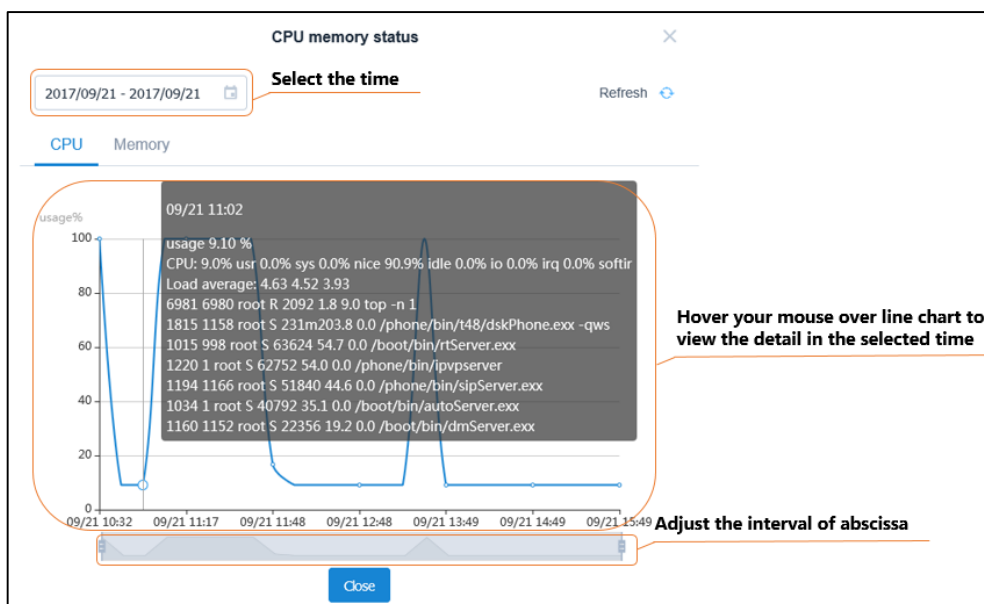 CPU memory status
2017/09/21 - 2017/09/21
Select the time
Refresh
CPU Memory
usage%
100
80
60
40
20
0
09/21 11:02
usage 9.10 %
CPU: 9.0% usr 0.0% sys 0.0% nice 90.9% idle 0.0% io 0.0% irq 0.0% softir
Load average: 4.63 4.52 3.93
6981 6980 root R 2092 1.8 9.0 top -n 1
1815 1158 root S 231m203.8 0.0 /phone/bin/t48/dskPhone.exx -qws
1015 998 root S 63624 54.7 0.0 /boot/bin/rtServer.exx
1220 1 root S 62752 54.0 0.0 /phone/bin/ipvpserver
1194 1166 root S 51840 44.6 0.0 /phone/bin/sipServer.exx
1034 1 root S 40792 35.1 0.0 /boot/bin/autoServer.exx
1160 1152 root S 22356 19.2 0.0 /boot/bin/dmServer.exx
Hover your mouse over line chart to
view the detail in the selected time
09/21 10:32 09/21 11:17 09/21 11:48 09/21 12:48 09/21 13:49 09/21 14:49 09/21 15:49
Adjust the interval of abscissa
Close